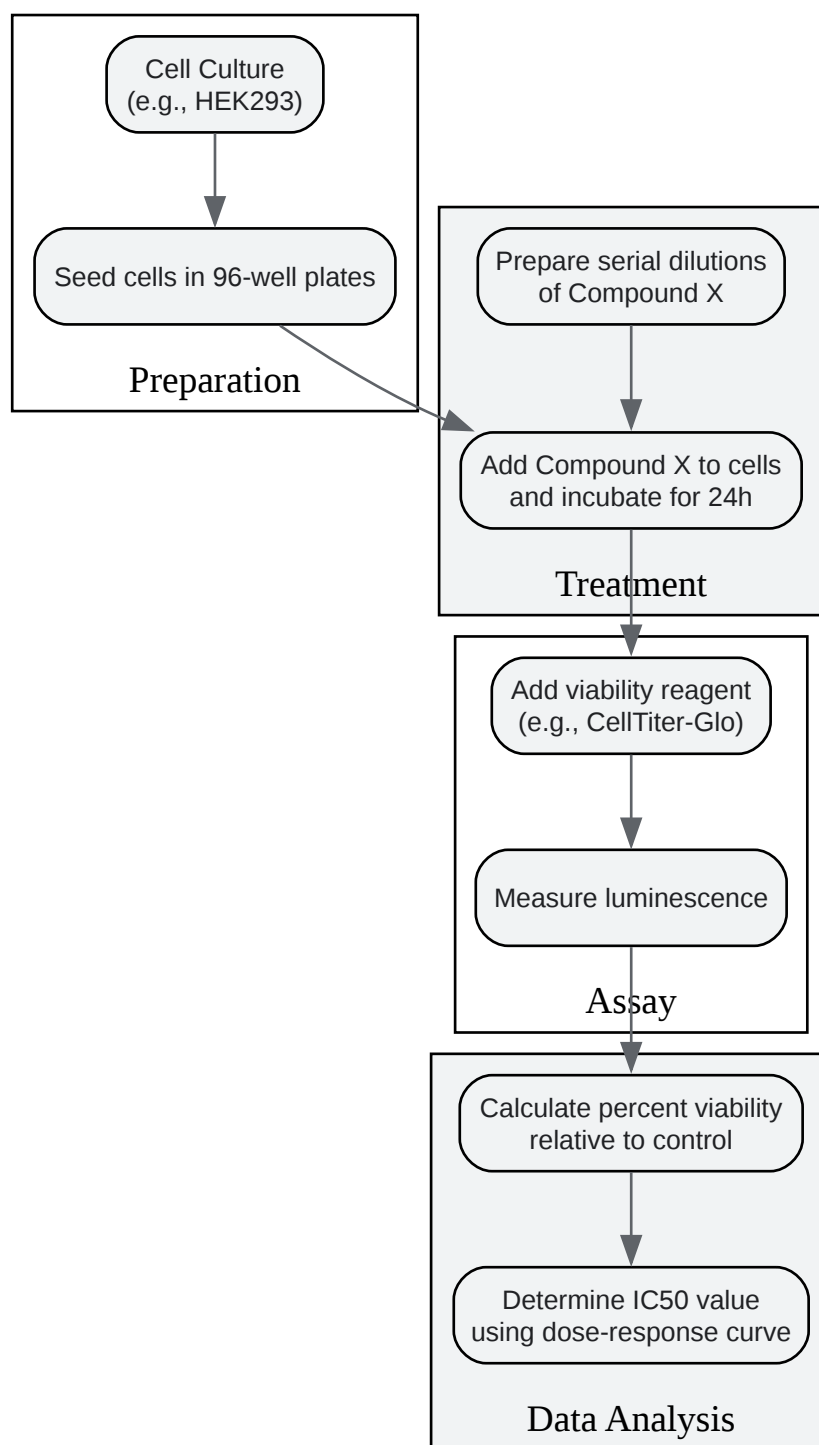 Cell Culture
(e.g., HEK293)
Seed cells in 96-well plates
Preparation
Prepare serial dilutions
of Compound X
Add Compound X to cells
and incubate for 24h
Treatment
Add viability reagent
(e.g., CellTiter-Glo)
Measure luminescence
Assay
Calculate percent viability
relative to control
Determine IC50 value
using dose-response curve
Data Analysis